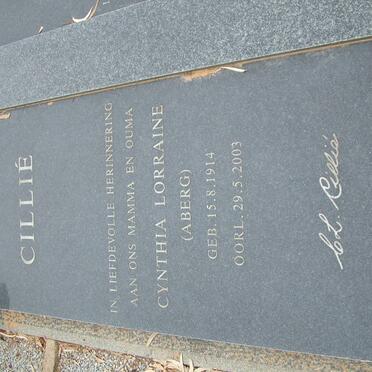 CILLIÉ
IN LIEFDEVOLLE HERINNERING
AAN ONS MAMMA EN OUMA
CYNTHIA LORRAINE
(ABERG)
GEB. 15.8.1914
OORL. 29.5.2003
C.L. Cillié